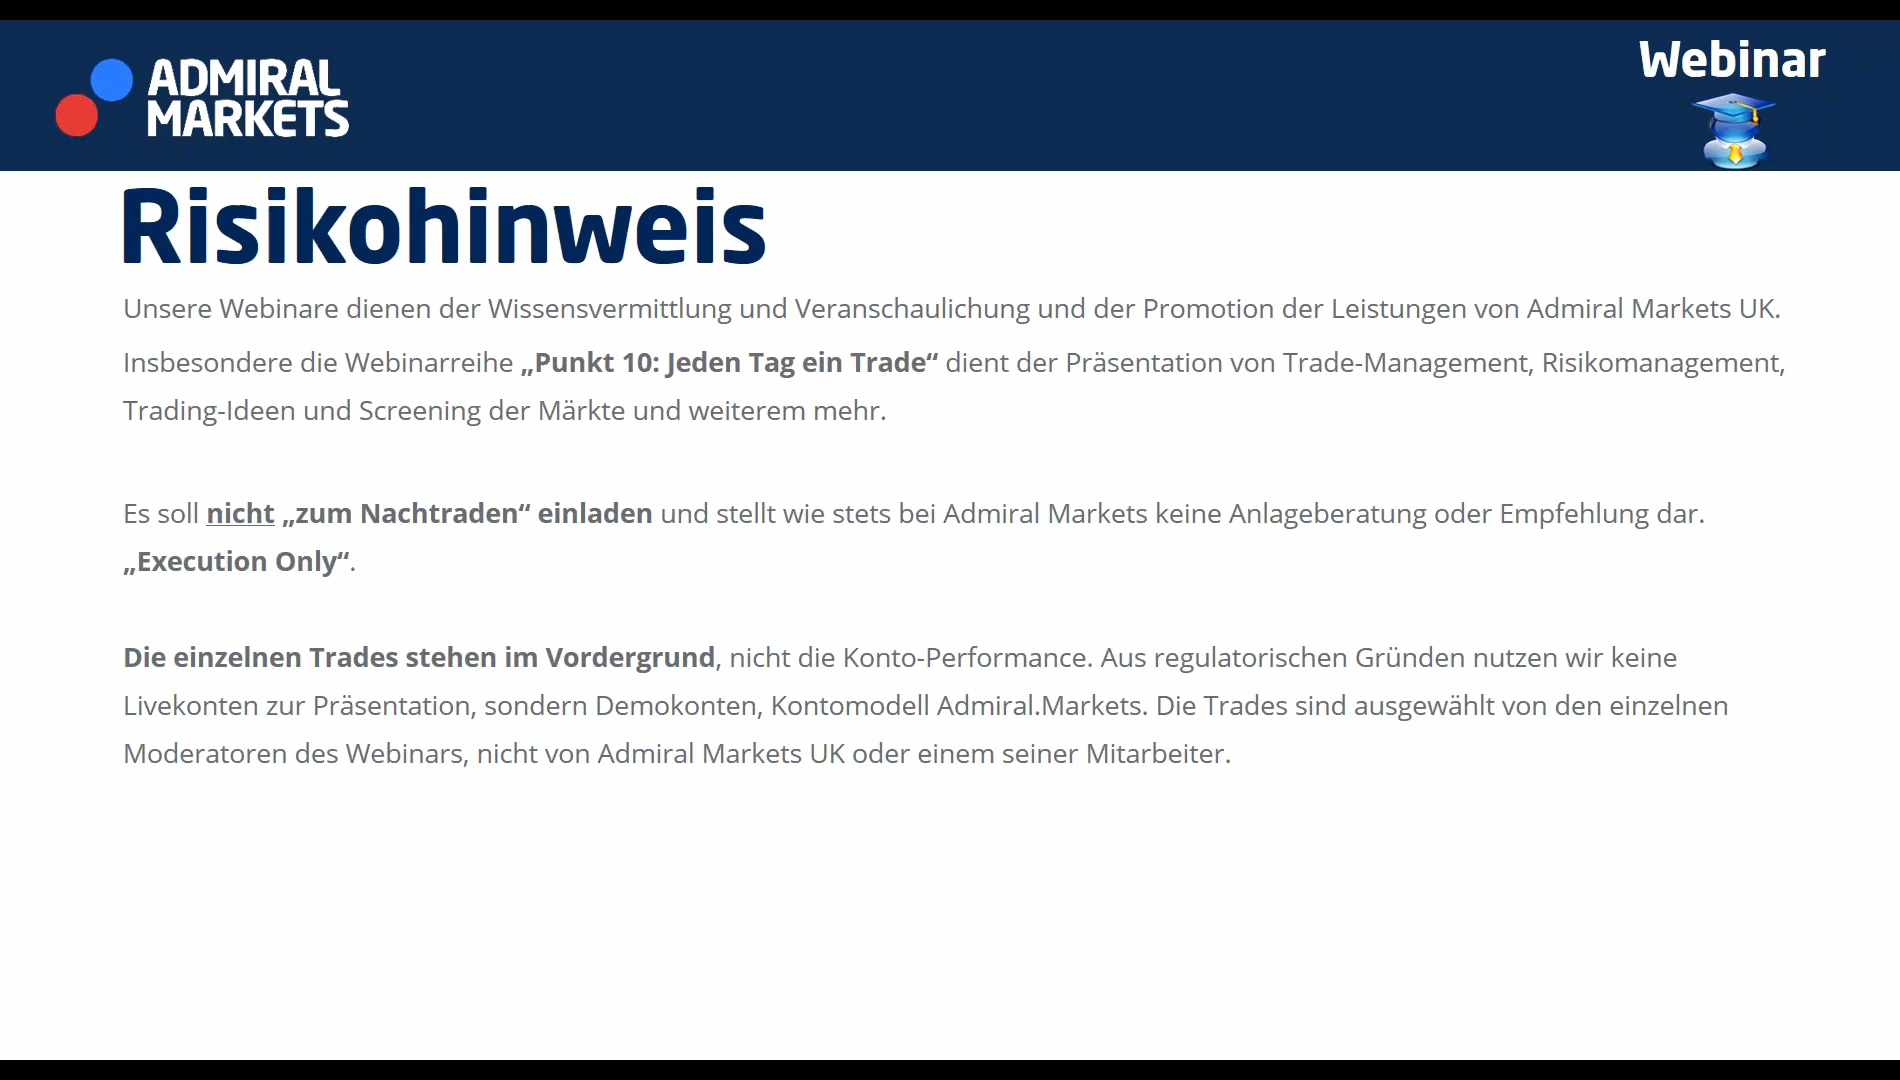 ADMIRAL
MARKETS
Webinar
Risikohinweis
Unsere Webinare dienen der Wissensvermittlung und Veranschaulichung und der Promotion der Leistungen von Admiral Markets UK.
Insbesondere die Webinarreihe „Punkt 10: Jeden Tag ein Trade“ dient der Präsentation von Trade-Management, Risikomanagement,
Trading-Ideen und Screening der Märkte und weiterem mehr.
Es soll nicht „zum Nachtraden“ einladen und stellt wie stets bei Admiral Markets keine Anlageberatung oder Empfehlung dar.
„Execution Only“.
Die einzelnen Trades stehen im Vordergrund, nicht die Konto-Performance. Aus regulatorischen Gründen nutzen wir keine
Livekonten zur Präsentation, sondern Demokonten, Kontomodell Admiral.Markets. Die Trades sind ausgewählt von den einzelnen
Moderatoren des Webinars, nicht von Admiral Markets UK oder einem seiner Mitarbeiter.